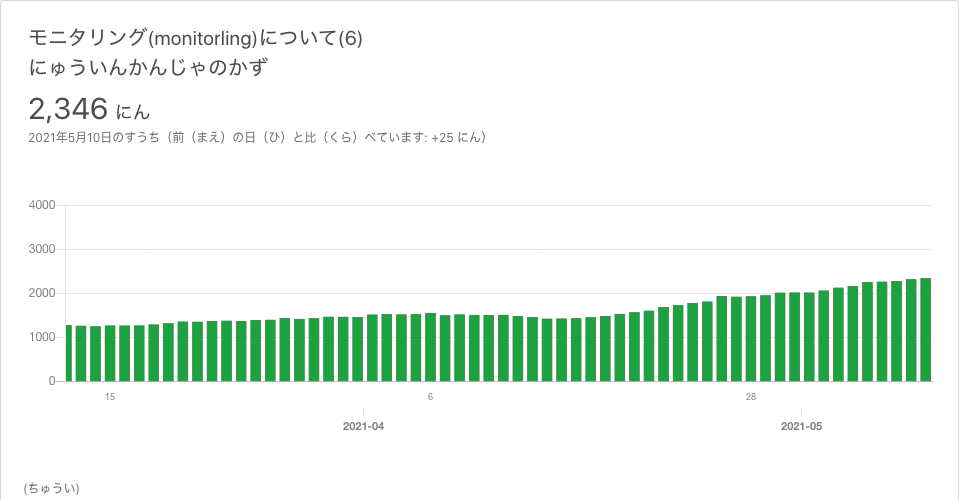 モニタリング(monitorling)について(6)
にゅういんかんじゃのかず
2,346 にん
2021年5月10日のすうち（前（まえ）の日（ひ）と比（くら）べています: +25 にん）
4000
3000
2000
1000
0
15 6 28
2021-04 2021-05
(ちゅうい)